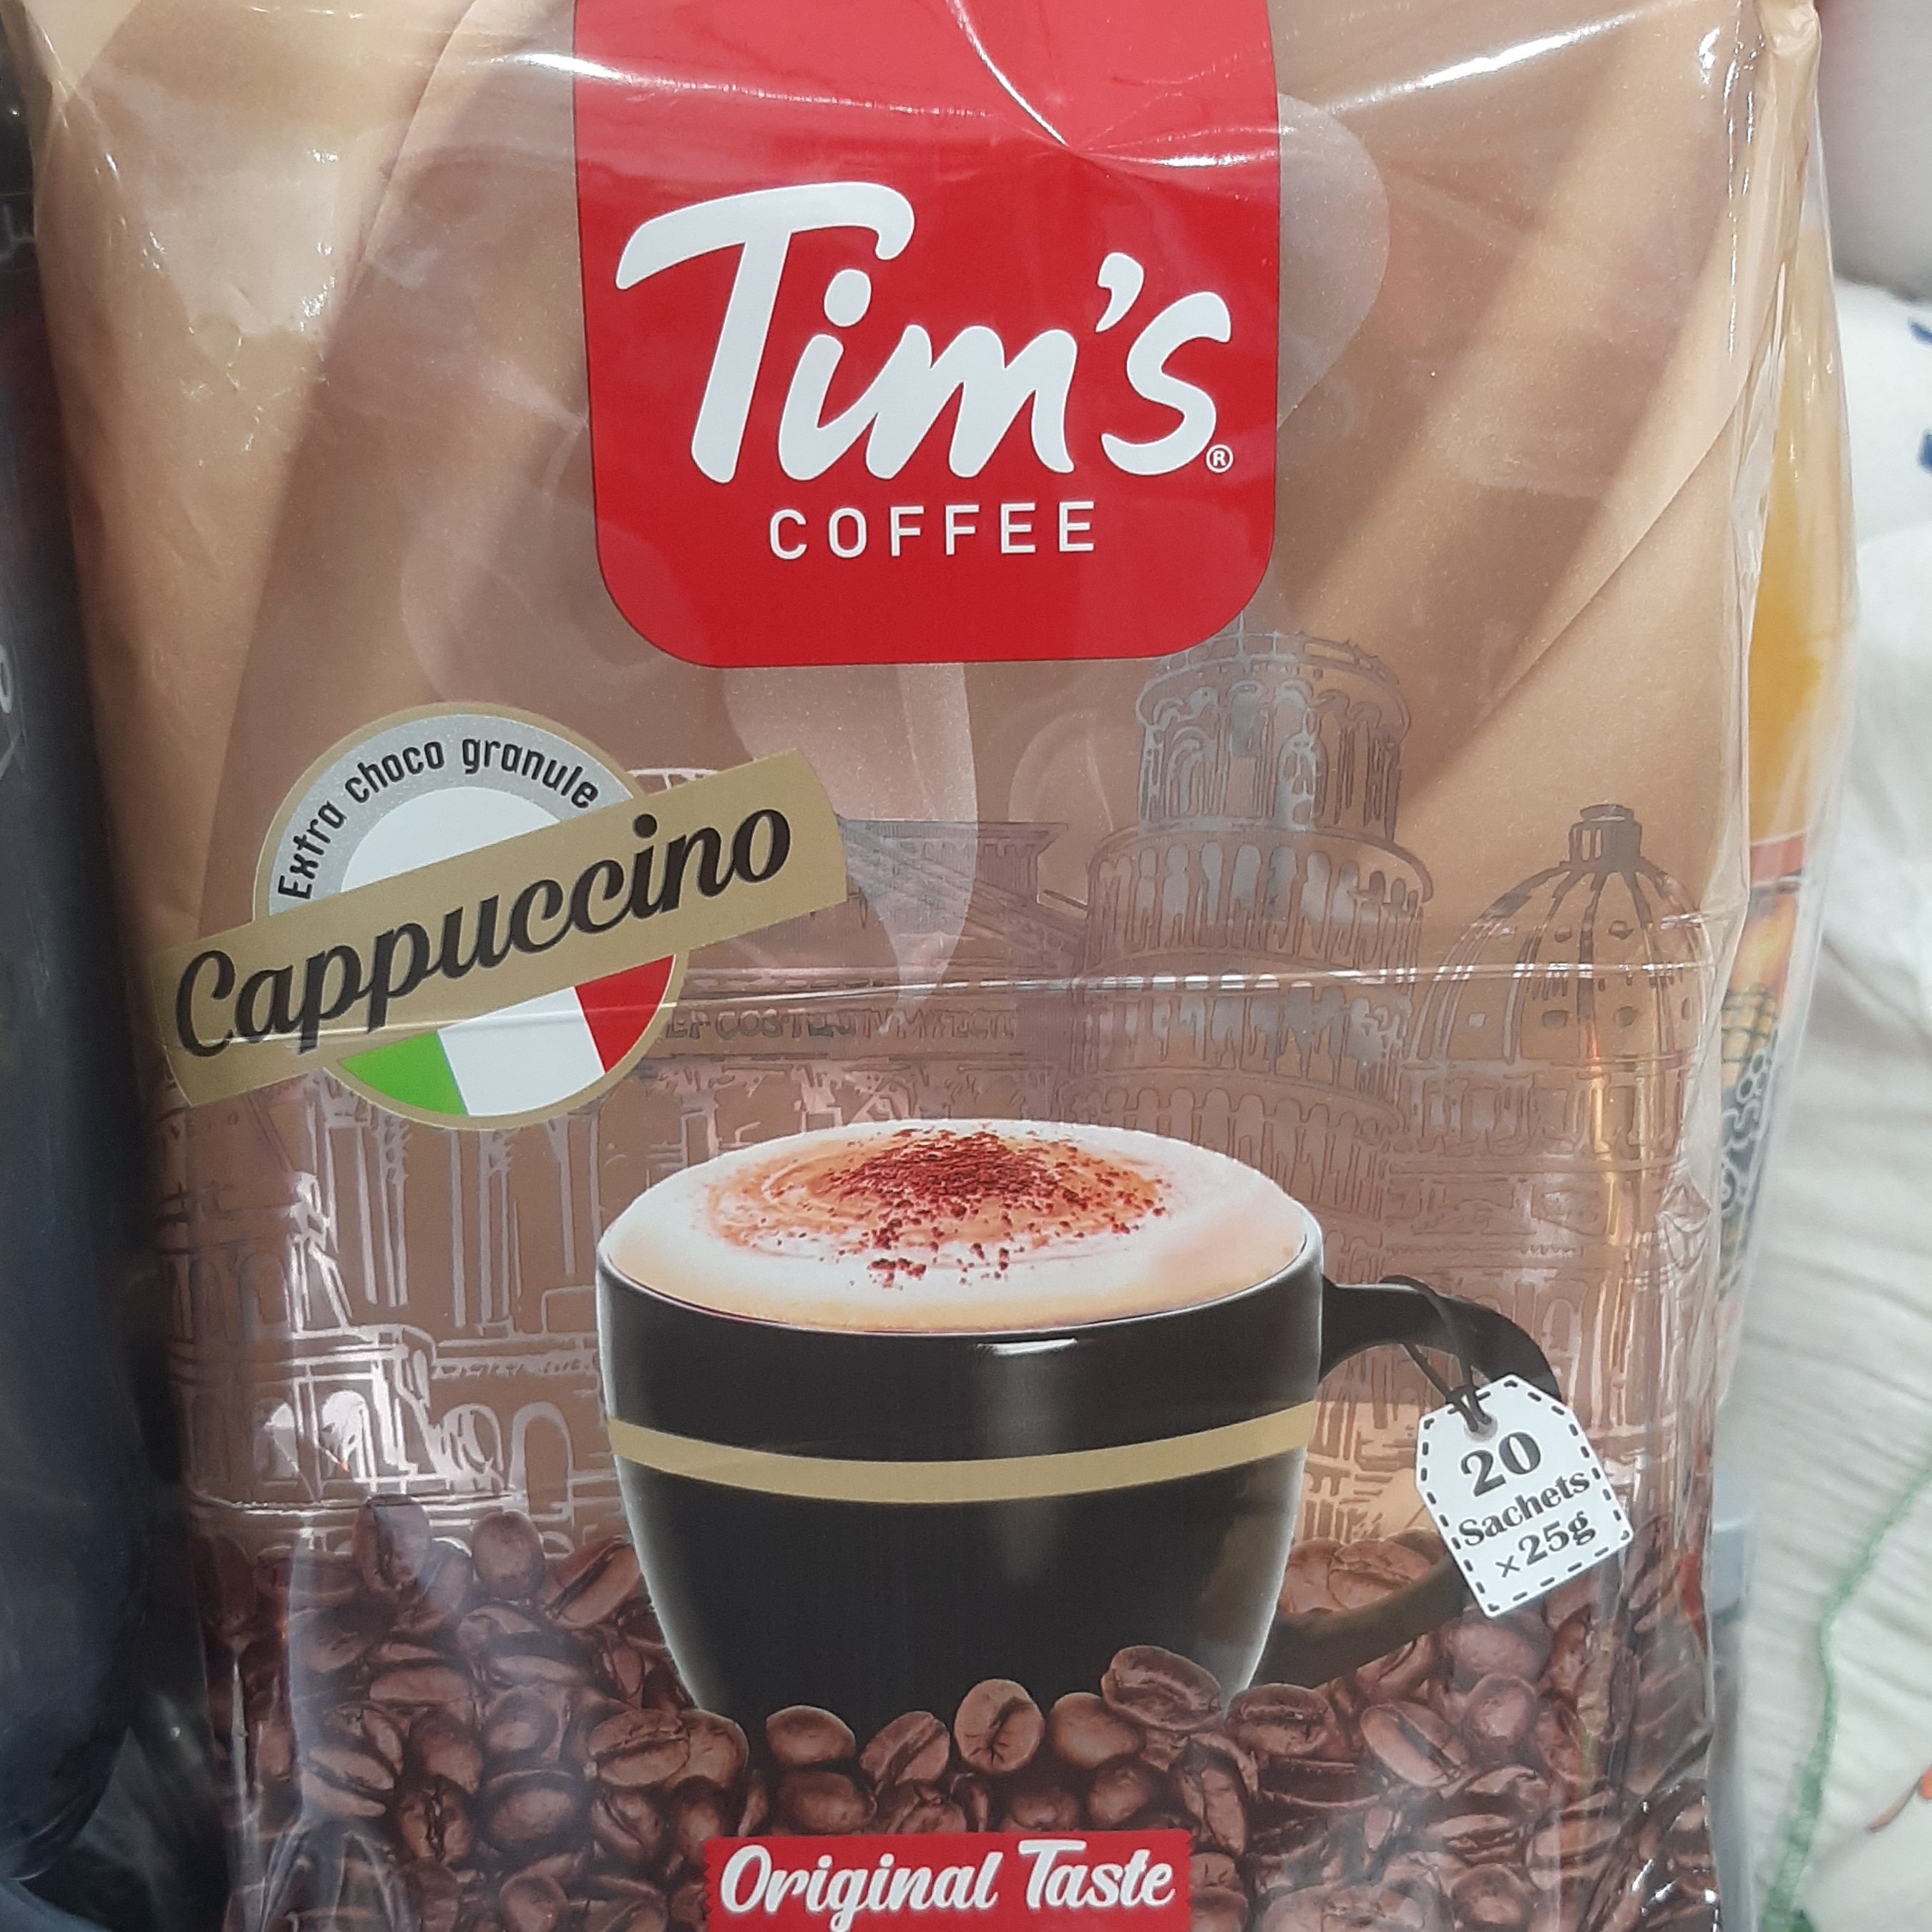 Tim's®
COFFEE
Extra choco granule
Cappuccino
20
Sachets
×25g
Original Taste